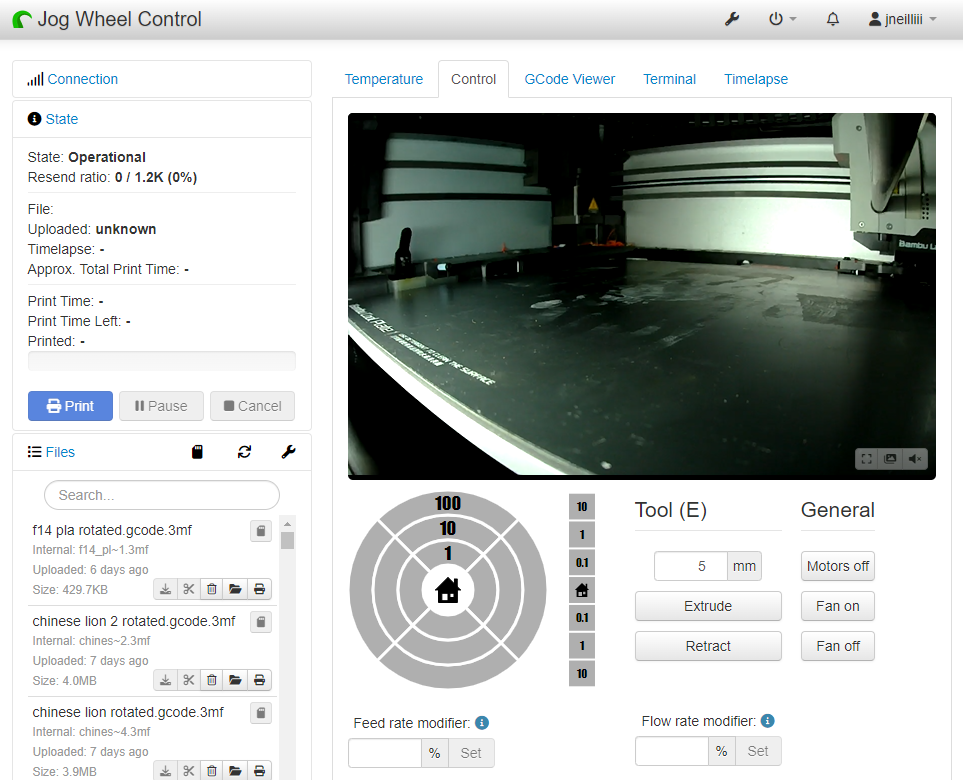 Jog Wheel Control
jneilliii
Connection
State
State: Operational
Resend ratio: 0 / 1.2K (0%)
File:
Uploaded: unknown
Timelapse: -
Approx. Total Print Time: -
Print Time: -
Print Time Left: -
Printed: -
Print
Pause
Cancel
Files
Search...
f14 pla rotated.gcode.3mf
Internal: f14_pl~1.3mf
Uploaded: 6 days ago
Size: 429.7KB
chinese lion 2 rotated.gcode.3mf
Internal: chines~2.3mf
Uploaded: 7 days ago
Size: 4.0MB
chinese lion rotated.gcode.3mf
Internal: chines~4.3mf
Uploaded: 7 days ago
Size: 3.9MB
Temperature
Control
GCode Viewer
Terminal
Timelapse
Bambu
TO CLEAN THE SURFACE
100
10
1
10
1
0.1
0.1
1
10
Tool (E)
5 mm
Extrude
Retract
General
Motors off
Fan on
Fan off
Feed rate modifier:
% Set
Flow rate modifier:
% Set